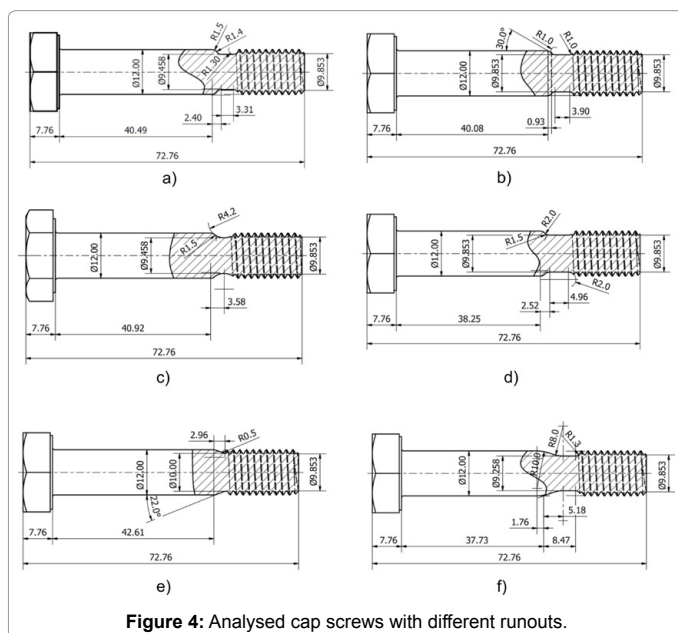 R1.5
R1.4
Ø12.00
Ø9.458
R1.30
Ø9.853
3.31
2.40
7.76
40.49
72.76
a)
30.0°
R1.0
R1.0
Ø12.00
Ø9.853
Ø9.853
3.90
0.93
7.76
40.08
72.76
b)
R4.2
R1.5
Ø12.00
Ø9.458
Ø9.853
3.58
7.76
40.92
72.76
c)
R2.0
R1.5
Ø12.00
Ø9.853
Ø9.853
4.96
2.52
R2.0
7.76
38.25
72.76
d)
2.96
R0.5
Ø12.00
Ø10.00
Ø9.853
22.0°
7.76
42.61
72.76
e)
R8.0
R1.3
R10.0
Ø12.00
Ø9.258
Ø9.853
5.18
1.76
7.76
37.73
8.47
72.76
f)
Figure 4: Analysed cap screws with different runouts.